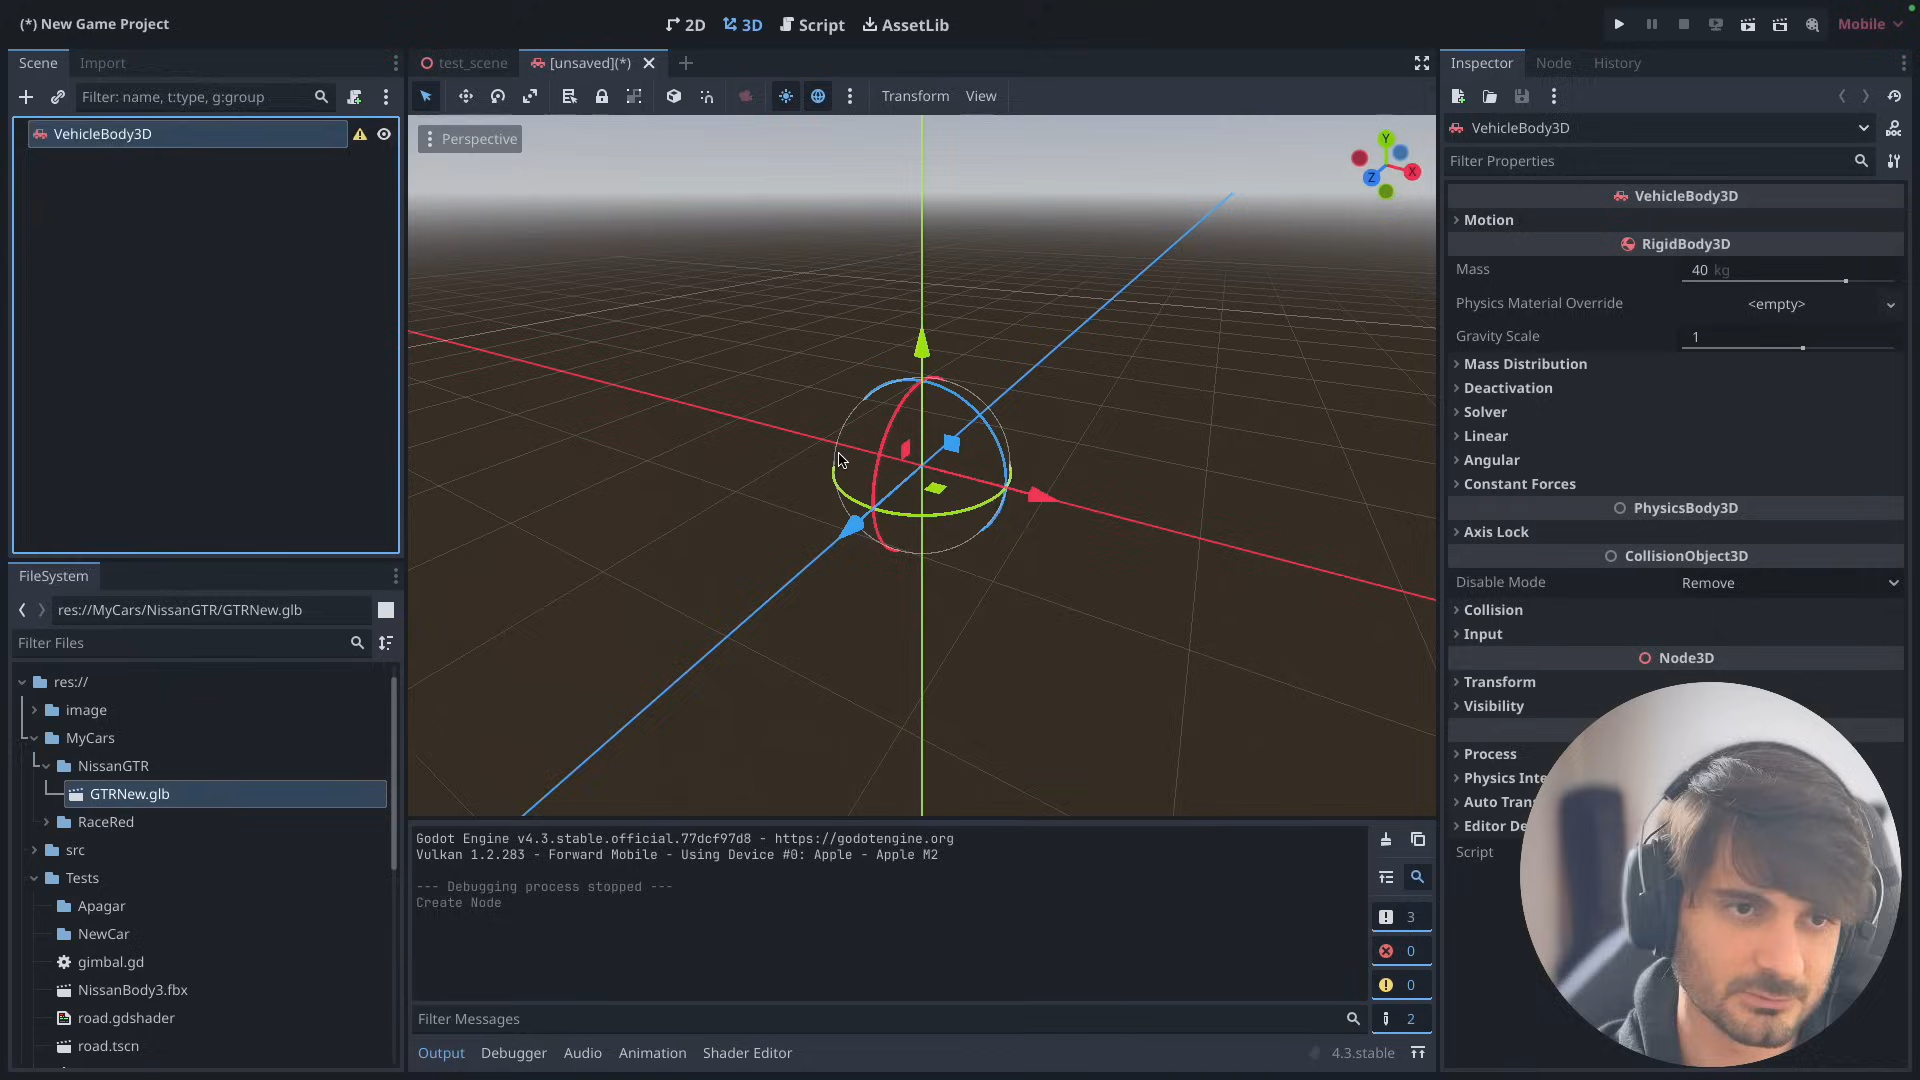 (*) New Game Project
2D
3D
Script
AssetLib
Mobile
Scene
Import
Filter: name, t:type, g:group
VehicleBody3D
test_scene
[unsaved](*)
Transform
View
Perspective
Y
X
Z
Inspector
Node
History
VehicleBody3D
Filter Properties
VehicleBody3D
Motion
RigidBody3D
Mass
40 kg
Physics Material Override
<empty>
Gravity Scale
1
Mass Distribution
Deactivation
Solver
Linear
Angular
Constant Forces
PhysicsBody3D
Axis Lock
CollisionObject3D
Disable Mode
Remove
Collision
Input
Node3D
Transform
Visibility
Process
Physics Inte
Auto Tran
Editor De
Script
FileSystem
res://MyCars/NissanGTR/GTRNew.glb
Filter Files
res://
image
MyCars
NissanGTR
GTRNew.glb
RaceRed
src
Tests
Apagar
NewCar
gimbal.gd
NissanBody3.fbx
road.gdshader
road.tscn
Godot Engine v4.3.stable.official.77dcf97d8 - https://godotengine.org
Vulkan 1.2.283 - Forward Mobile - Using Device #0: Apple - Apple M2
--- Debugging process stopped ---
Create Node
3
0
0
2
Filter Messages
Output
Debugger
Audio
Animation
Shader Editor
4.3.stable